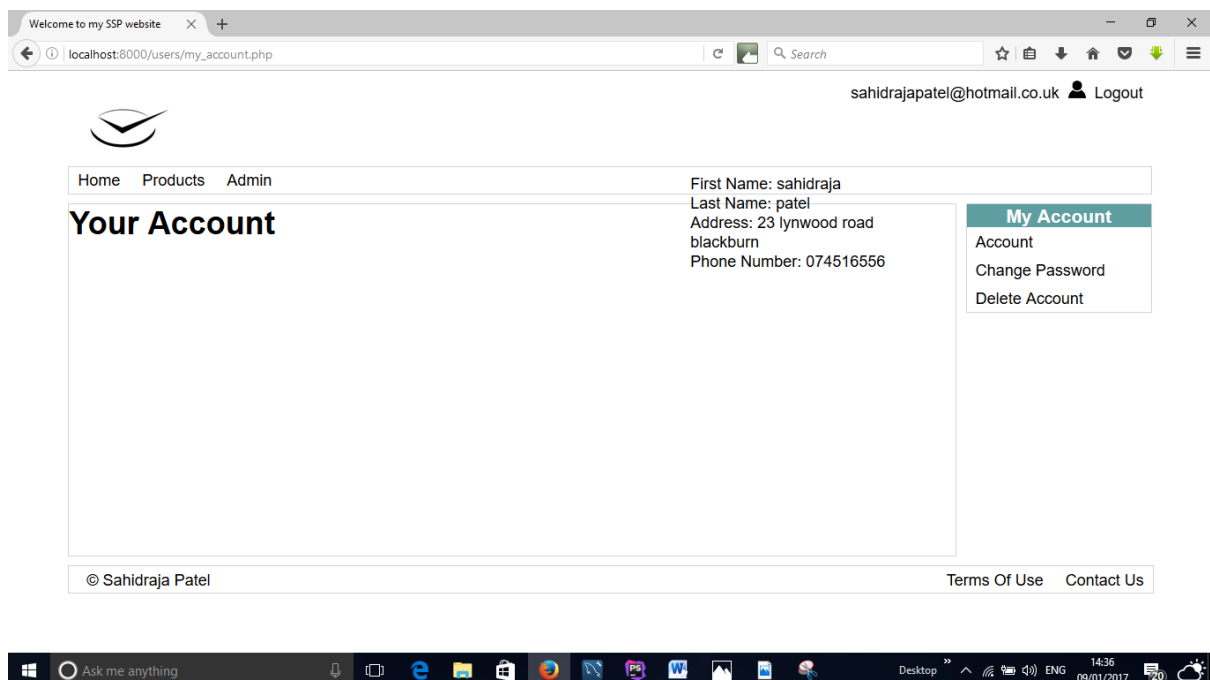 Welcome to my SSP website
localhost:8000/users/my_account.php
Search
sahidrajapatel@hotmail.co.uk Logout
Home Products Admin
First Name: sahidraja
Last Name: patel
Address: 23 lynwood road
blackburn
Phone Number: 074516556
Your Account
My Account
Account
Change Password
Delete Account
© Sahidraja Patel
Terms Of Use Contact Us
Ask me anything
PS
W
Desktop
ENG
14:36
09/01/2017
20